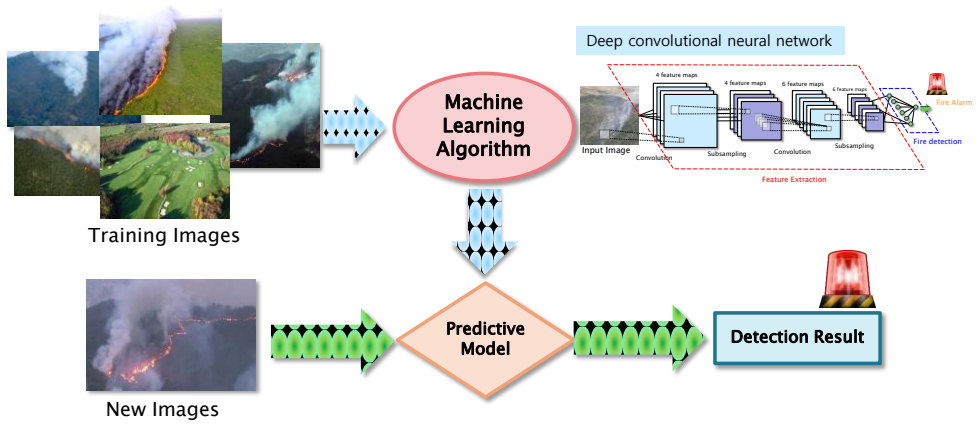 Deep convolutional neural network
4 feature maps
4 feature maps
6 feature maps
6 feature maps
Fire Alarm
Machine
Learning
Algorithm
Input Image
Convolution
Subsampling
Convolution
Subsampling
Fire detection
Feature Extraction
Training Images
Predictive
Model
Detection Result
New Images